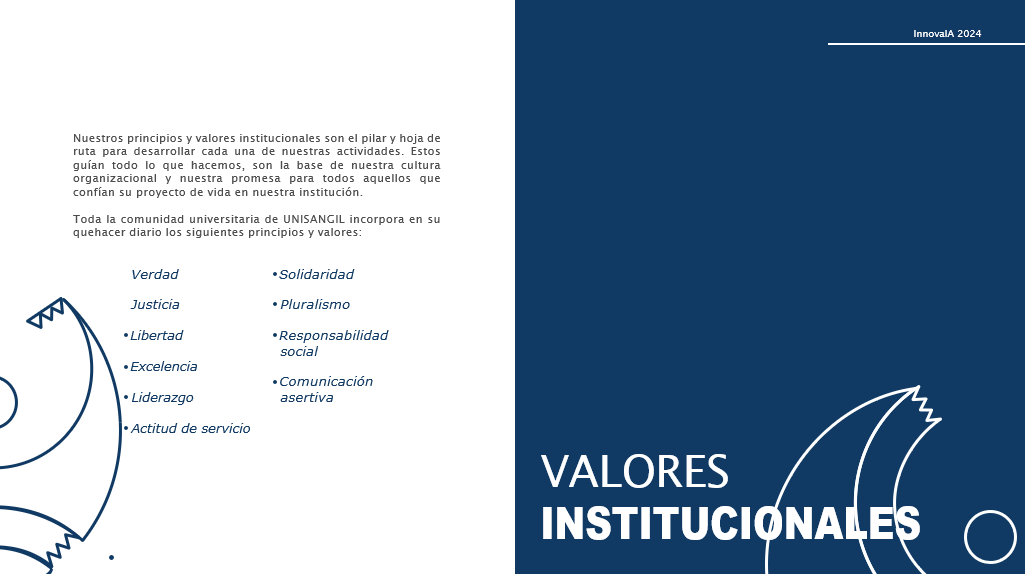 Nuestros principios y valores institucionales son el pilar y hoja de
ruta para desarrollar cada una de nuestras actividades. Estos
guían todo lo que hacemos, son la base de nuestra cultura
organizacional y nuestra promesa para todos aquellos que
confían su proyecto de vida en nuestra institución.
Toda la comunidad universitaria de UNISANGIL incorpora en su
quehacer diario los siguientes principios y valores:
Verdad
Justicia
•Libertad
•Excelencia
•Liderazgo
•Actitud de servicio
•Solidaridad
•Pluralismo
•Responsabilidad
social
•Comunicación
asertiva
InnovaIA 2024
VALORES
INSTITUCIONALES